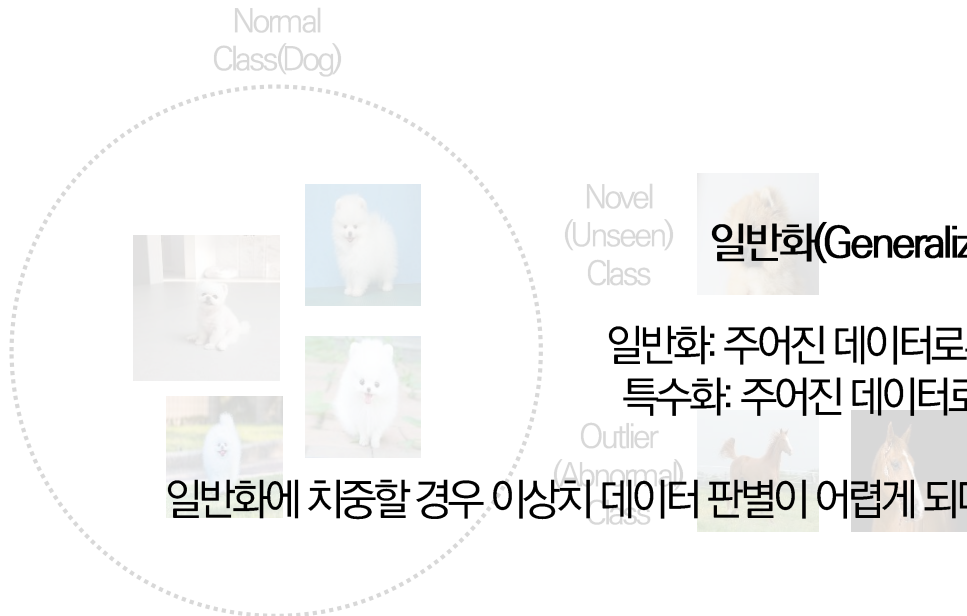 Normal
Class(Dog)
Novel
(Unseen)
Class
일반화(Generaliz
일반화: 주어진 데이터로
특수화: 주어진 데이터로
Outlier
(Abnormal)
Class
일반화에 치중할 경우 이상치 데이터 판별이 어렵게 되며